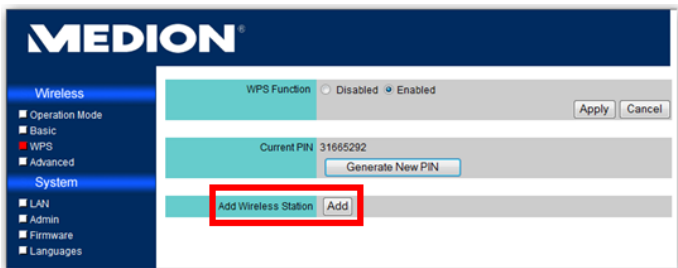 MEDION®
Wireless
Operation Mode
Basic
WPS
Advanced
System
LAN
Admin
Firmware
Languages
WPS Function Disabled Enabled
Apply Cancel
Current PIN 31665292
Generate New PIN
Add Wireless Station Add